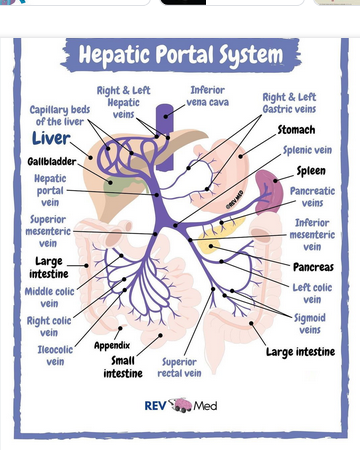 Hepatic Portal System
Right & Left
Hepatic
veins
Inferior
vena cava
Right & Left
Gastric veins
Capillary beds
of the liver
Liver
Gallbladder
Hepatic
portal
vein
Superior
mesenteric
vein
Large
intestine
Middle colic
vein
Right colic
vein
Ileocolic
vein
Appendix
Small
intestine
Superior
rectal vein
Stomach
Splenic vein
Spleen
Pancreatic
veins
©REV MED
Inferior
mesenteric
vein
Pancreas
Left colic
vein
Sigmoid
veins
Large intestine
REV Med